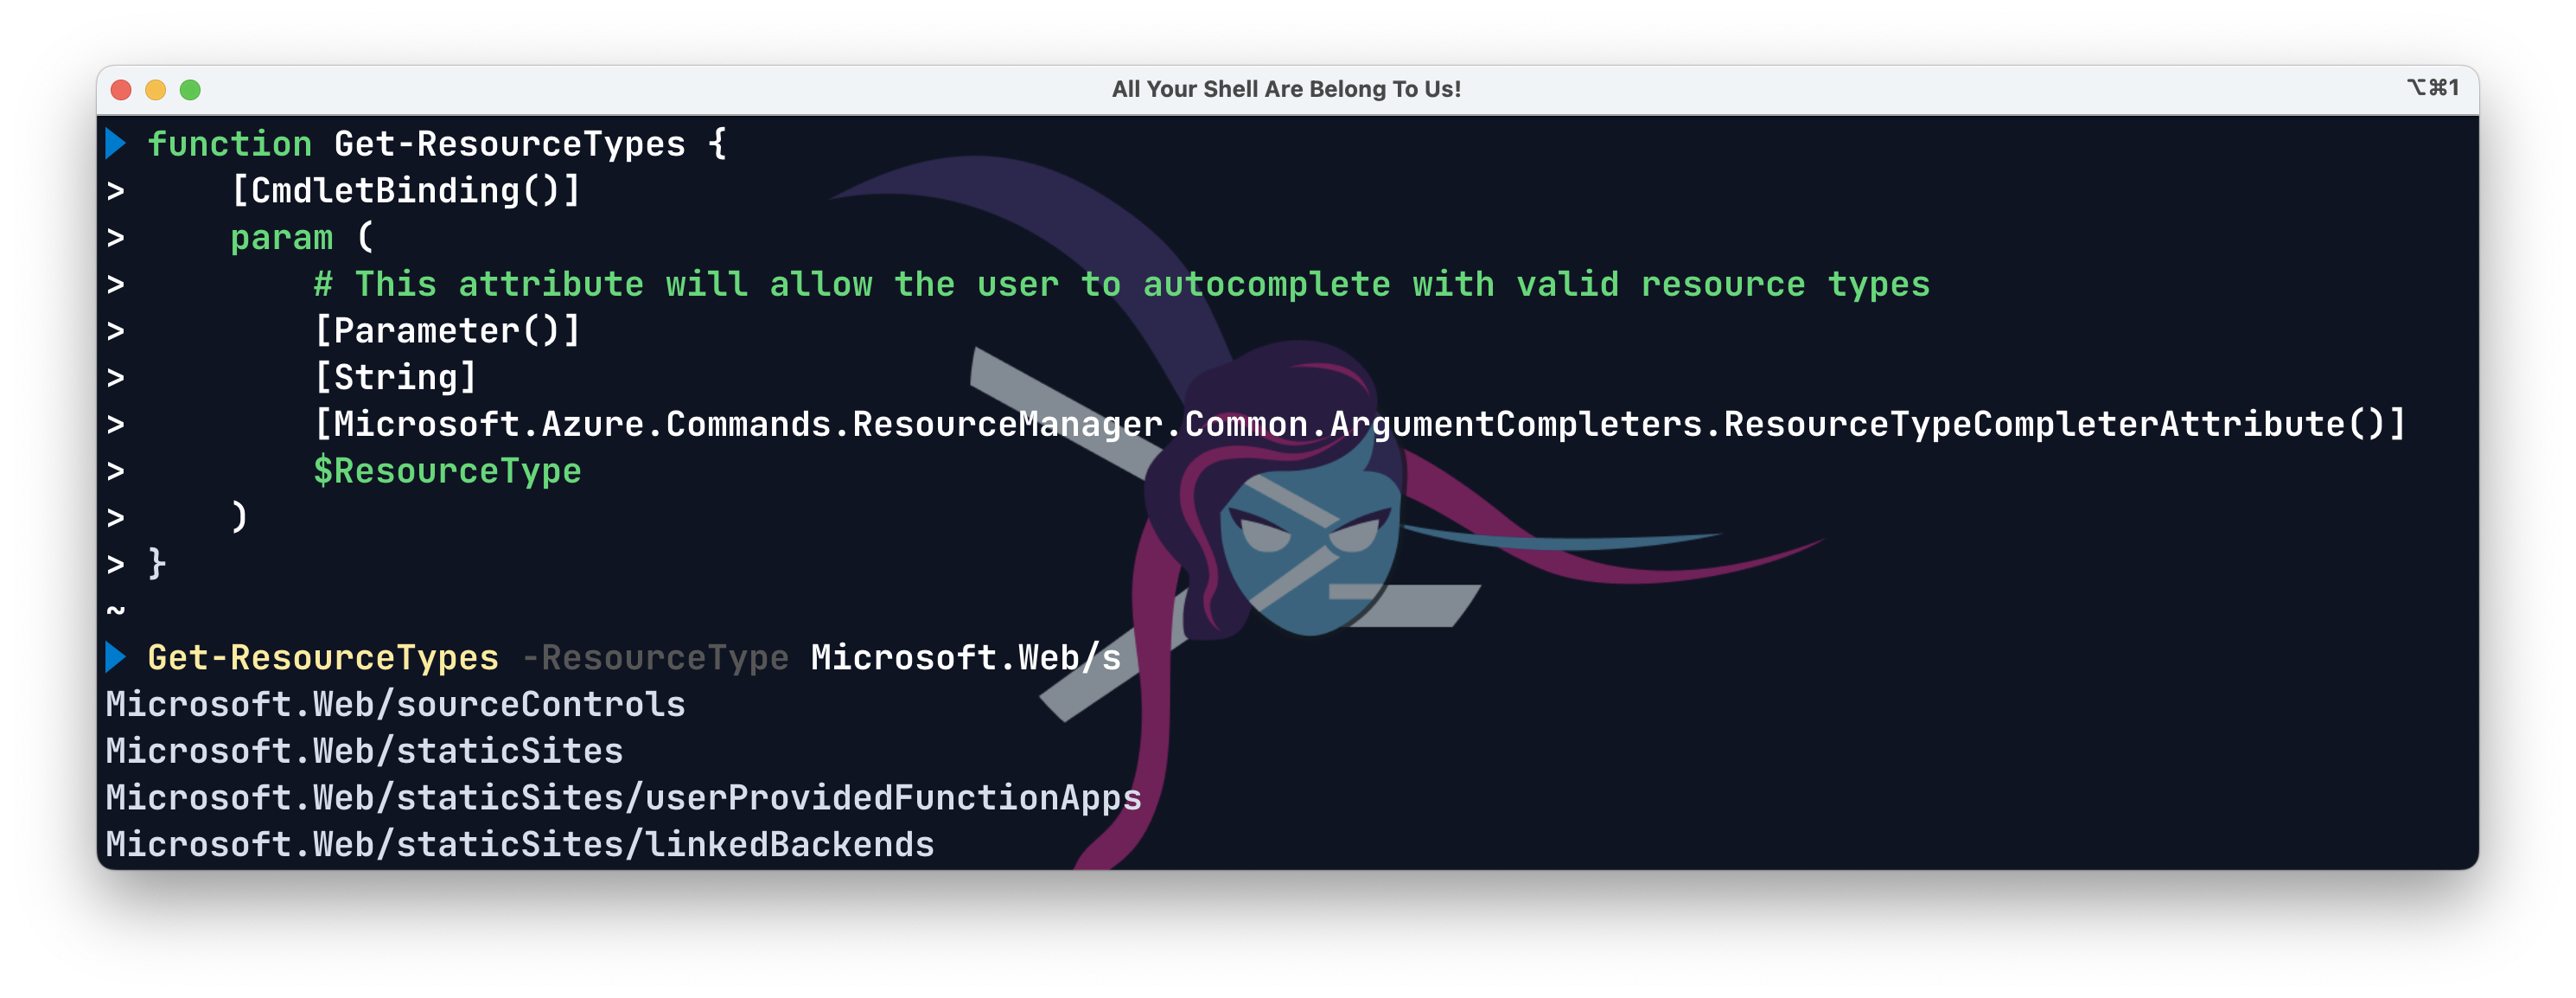 All Your Shell Are Belong To Us!
⌥⌘1
function Get-ResourceTypes {
>     [CmdletBinding()]
>     param (
>         # This attribute will allow the user to autocomplete with valid resource types
>         [Parameter()]
>         [String]
>         [Microsoft.Azure.Commands.ResourceManager.Common.ArgumentCompleters.ResourceTypeCompleterAttribute()]
>         $ResourceType
>     )
> }
~
Get-ResourceTypes -ResourceType Microsoft.Web/s
Microsoft.Web/sourceControls
Microsoft.Web/staticSites
Microsoft.Web/staticSites/userProvidedFunctionApps
Microsoft.Web/staticSites/linkedBackends